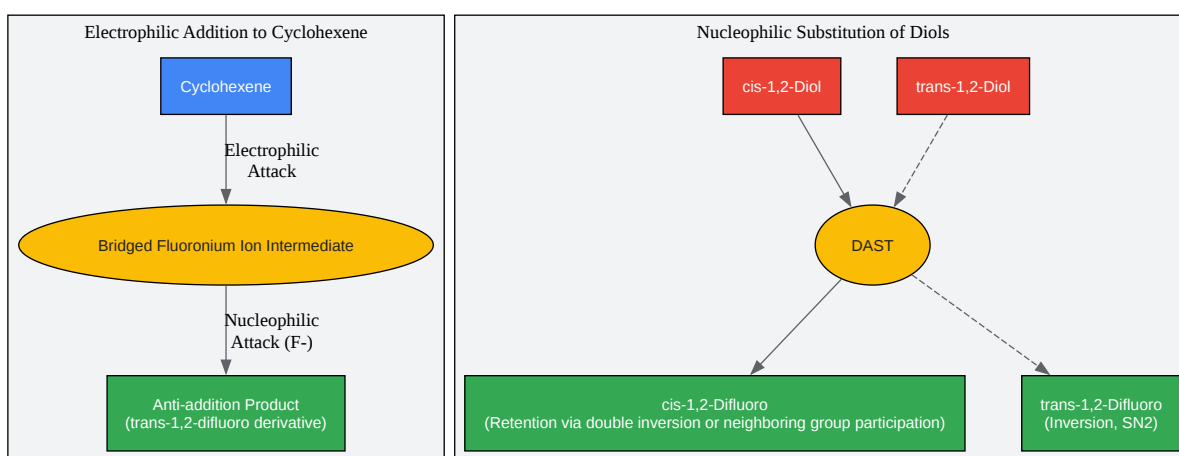 Electrophilic Addition to Cyclohexene
Cyclohexene
Electrophilic
Attack
Bridged Fluoronium Ion Intermediate
Nucleophilic
Attack (F-)
Anti-addition Product
(trans-1,2-difluoro derivative)
Nucleophilic Substitution of Diols
cis-1,2-Diol
trans-1,2-Diol
DAST
cis-1,2-Difluoro
(Retention via double inversion or neighboring group participation)
trans-1,2-Difluoro
(Inversion, SN2)